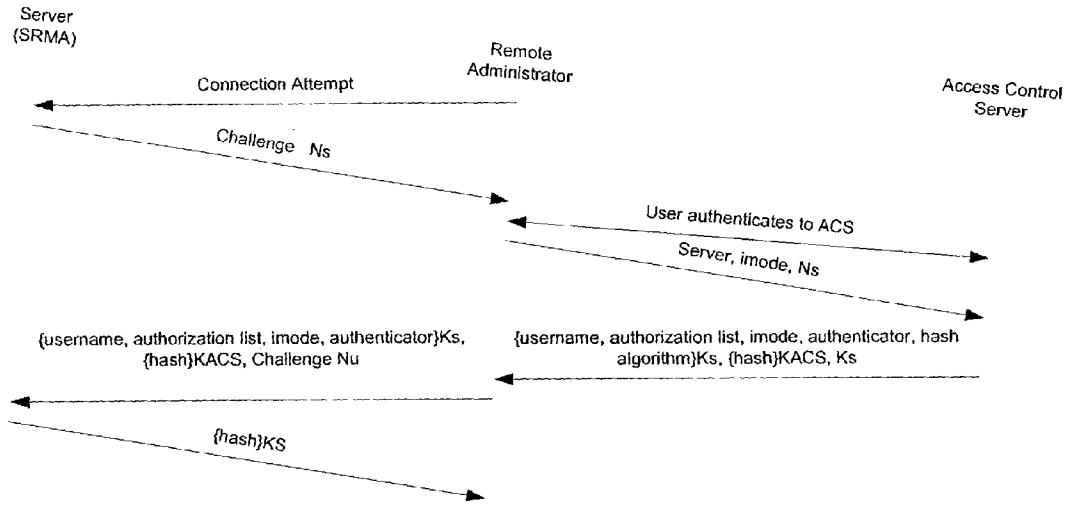 Server
(SRMA)
Remote
Administrator
Access Control
Server
Connection Attempt
Challenge Ns
User authenticates to ACS
Server, imode, Ns
{username, authorization list, imode, authenticator}Ks,
{hash}KACS, Challenge Nu
{username, authorization list, imode, authenticator, hash
algorithm}Ks, {hash}KACS, Ks
{hash}KS